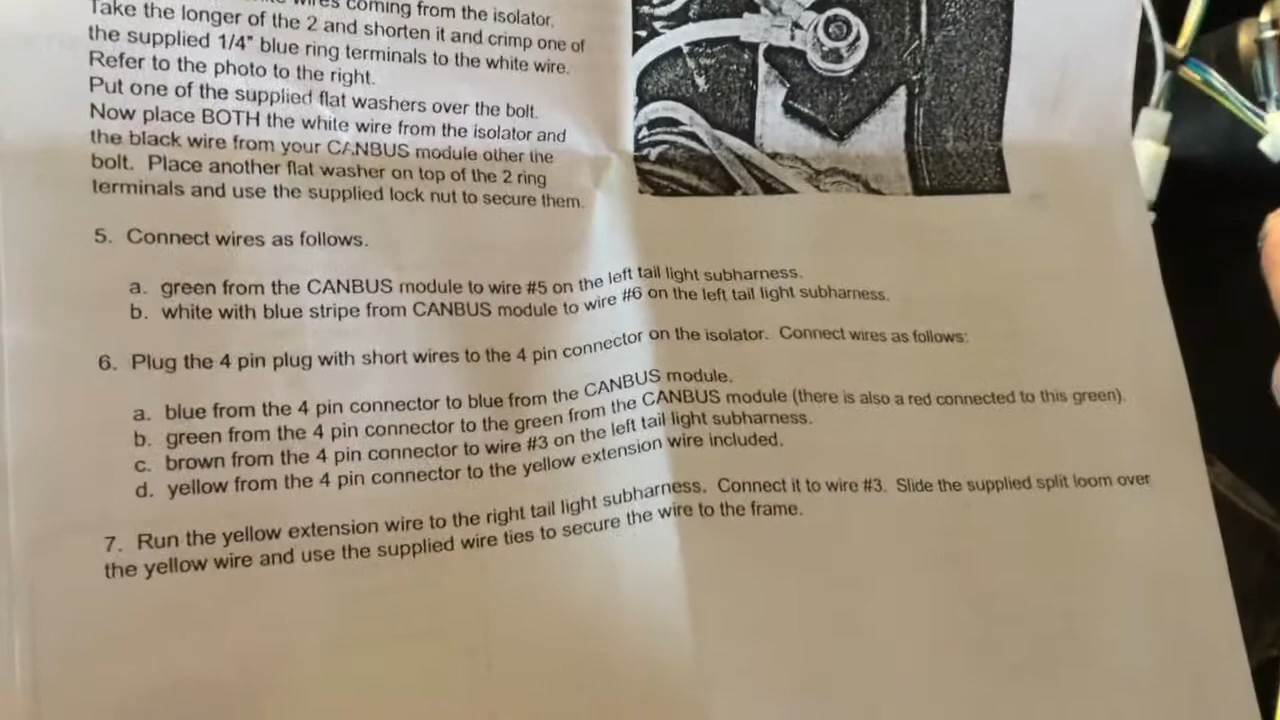 wires coming from the isolator.
Take the longer of the 2 and shorten it and crimp one of
the supplied 1/4" blue ring terminals to the white wire.
Refer to the photo to the right.
Put one of the supplied flat washers over the bolt.
Now place BOTH the white wire from the isolator and
the black wire from your CANBUS module other the
bolt. Place another flat washer on top of the 2 ring
terminals and use the supplied lock nut to secure them.
5. Connect wires as follows.
a. green from the CANBUS module to wire #5 on the left tail light subharness.
b. white with blue stripe from CANBUS module to wire #6 on the left tail light subharness.
6. Plug the 4 pin plug with short wires to the 4 pin connector on the isolator. Connect wires as follows:
a. blue from the 4 pin connector to blue from the CANBUS module.
b. green from the 4 pin connector to the green from the CANBUS module (there is also a red connected to this green).
c. brown from the 4 pin connector to wire #3 on the left tail light subharness.
d. yellow from the 4 pin connector to the yellow extension wire included.
7. Run the yellow extension wire to the right tail light subharness. Connect it to wire #3. Slide the supplied split loom over
the yellow wire and use the supplied wire ties to secure the wire to the frame.